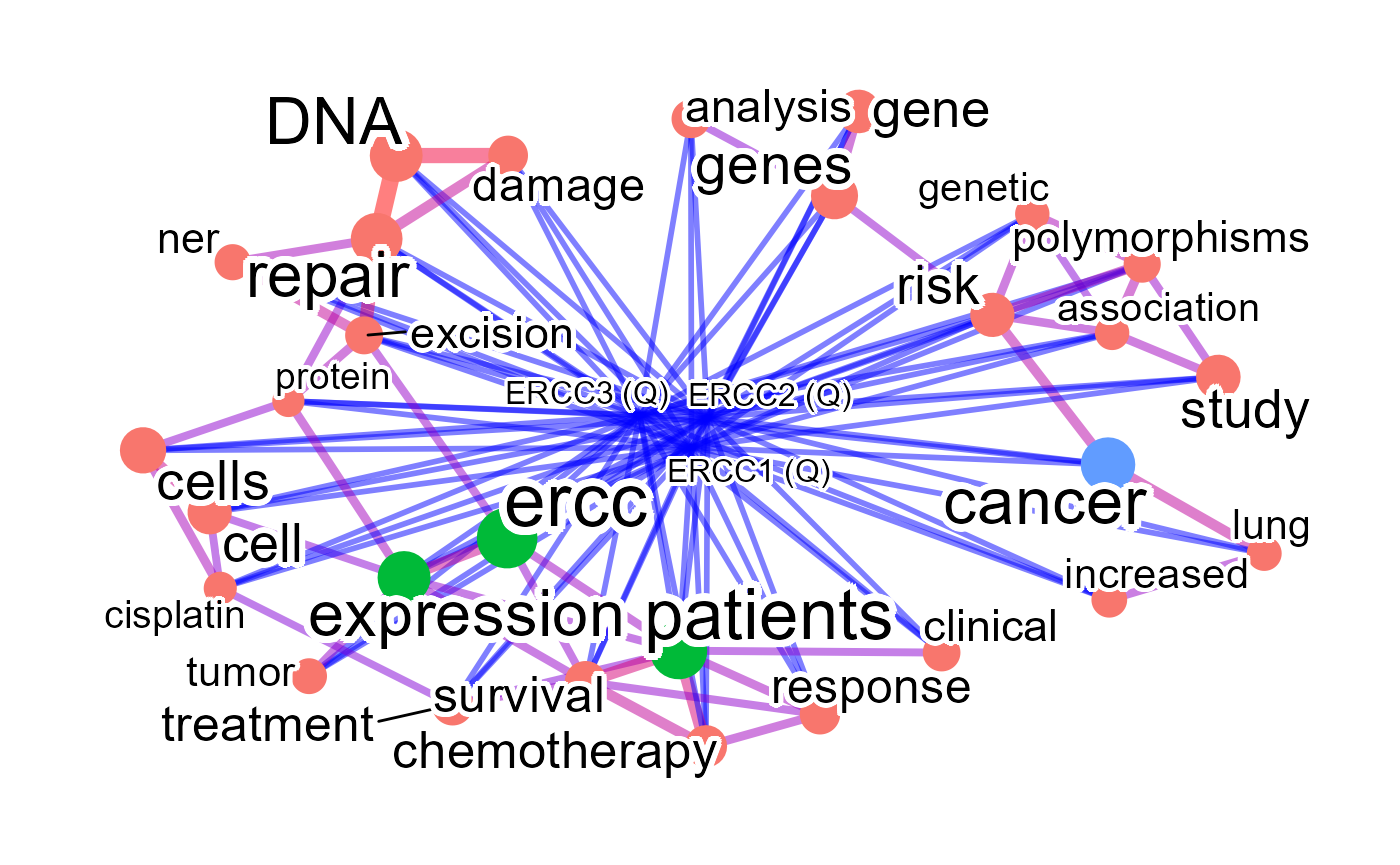 DNA
analysis
gene
damage
genes
genetic
ner
polymorphisms
repair
risk
association
excision
protein
ERCC3 (Q)
ERCC2 (Q)
study
ERCC1 (Q)
cells
ercc
cancer
cell
lung
increased
cisplatin
expression
patients
clinical
tumor
survival
response
treatment
chemotherapy